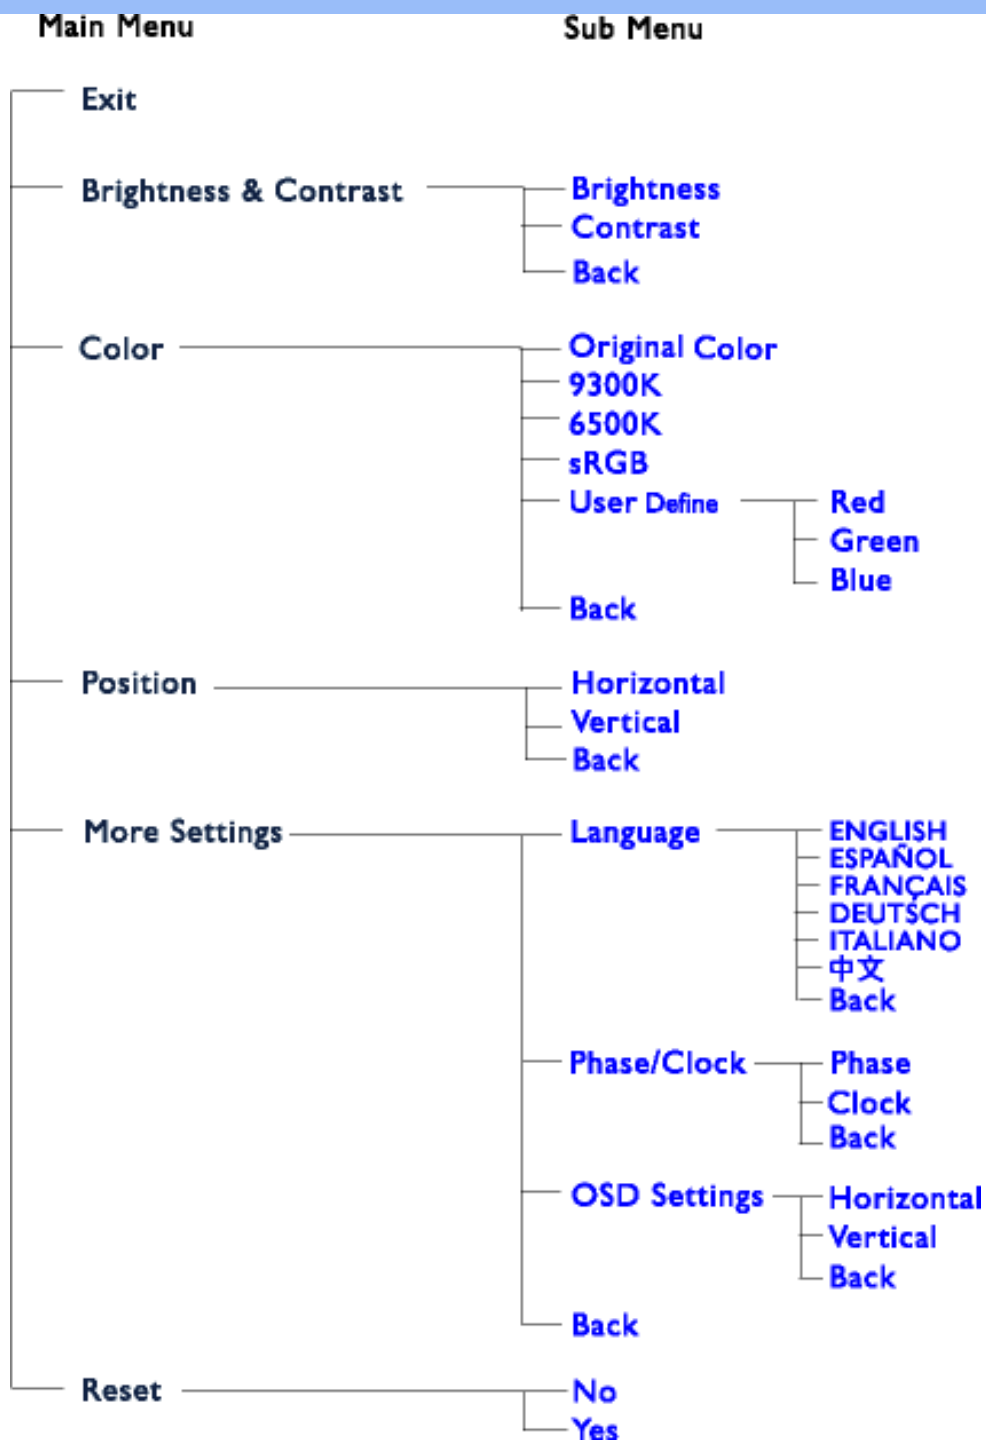 Main Menu Sub Menu
Exit
Brightness & Contrast Brightness
Contrast
Back
Color Original Color
9300K
6500K
sRGB
User Define Red
Green
Blue
Back
Position Horizontal
Vertical
Back
More Settings Language ENGLISH
ESPAÑOL
FRANÇAIS
DEUTSCH
ITALIANO
中文
Back
Phase/Clock Phase
Clock
Back
OSD Settings Horizontal
Vertical
Back
Back
Reset No
Yes